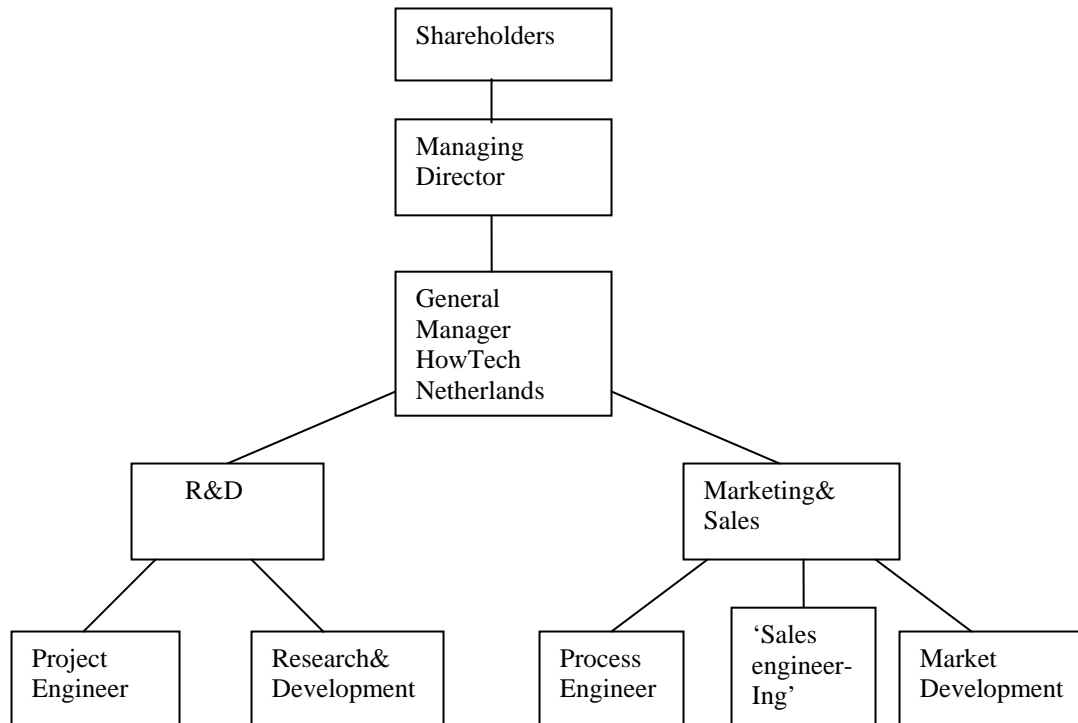 Shareholders
Managing
Director
General
Manager
HowTech
Netherlands
R&D
Marketing&
Sales
Project
Engineer
Research&
Development
Process
Engineer
‘Sales
engineer-
Ing’
Market
Development